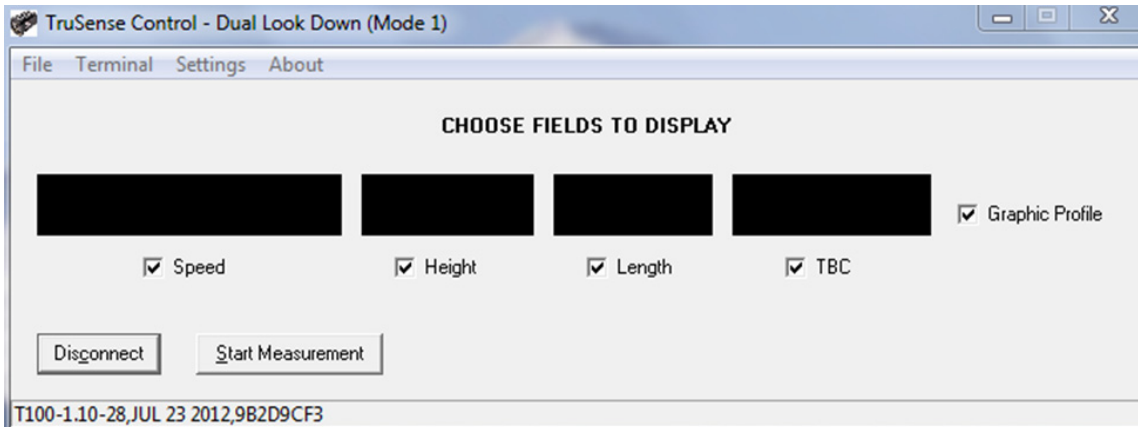 TruSense Control - Dual Look Down (Mode 1)
File Terminal Settings About
CHOOSE FIELDS TO DISPLAY
Graphic Profile
Speed Height Length TBC
Disconnect Start Measurement
T100-1.10-28,JUL 23 2012,9B2D9CF3